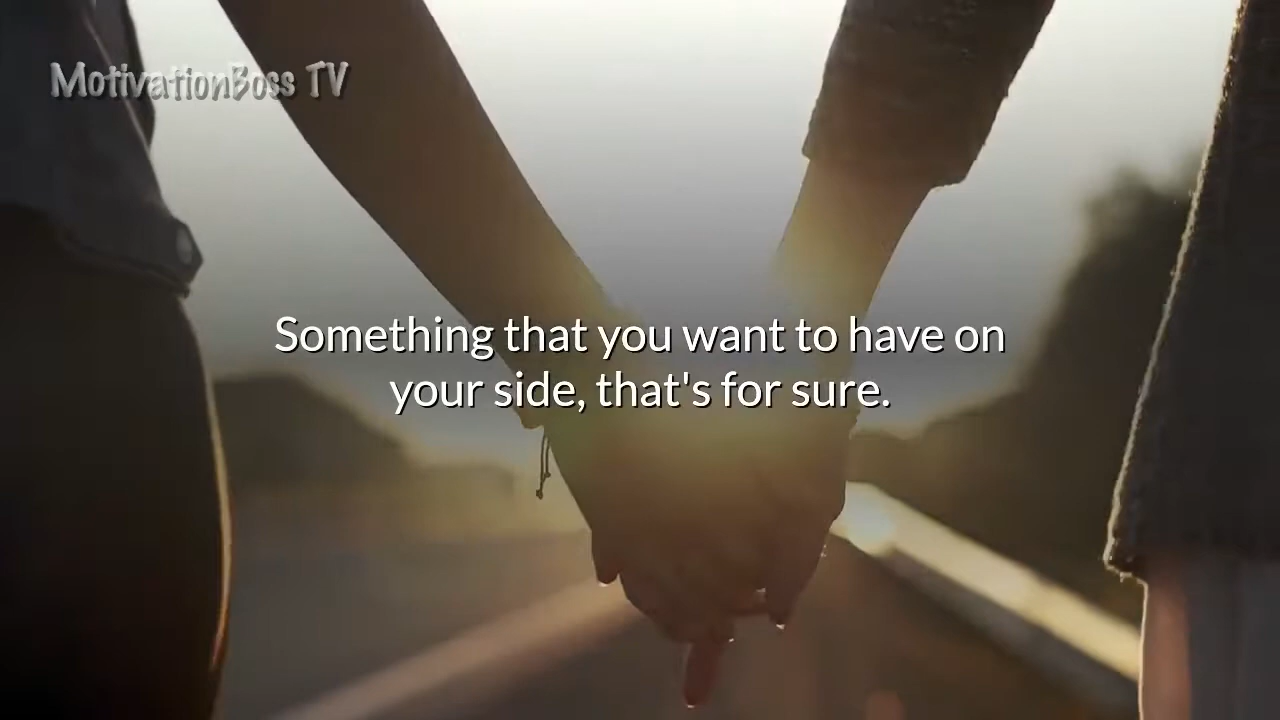 MotivationBoss TV
Something that you want to have on
your side, that's for sure.